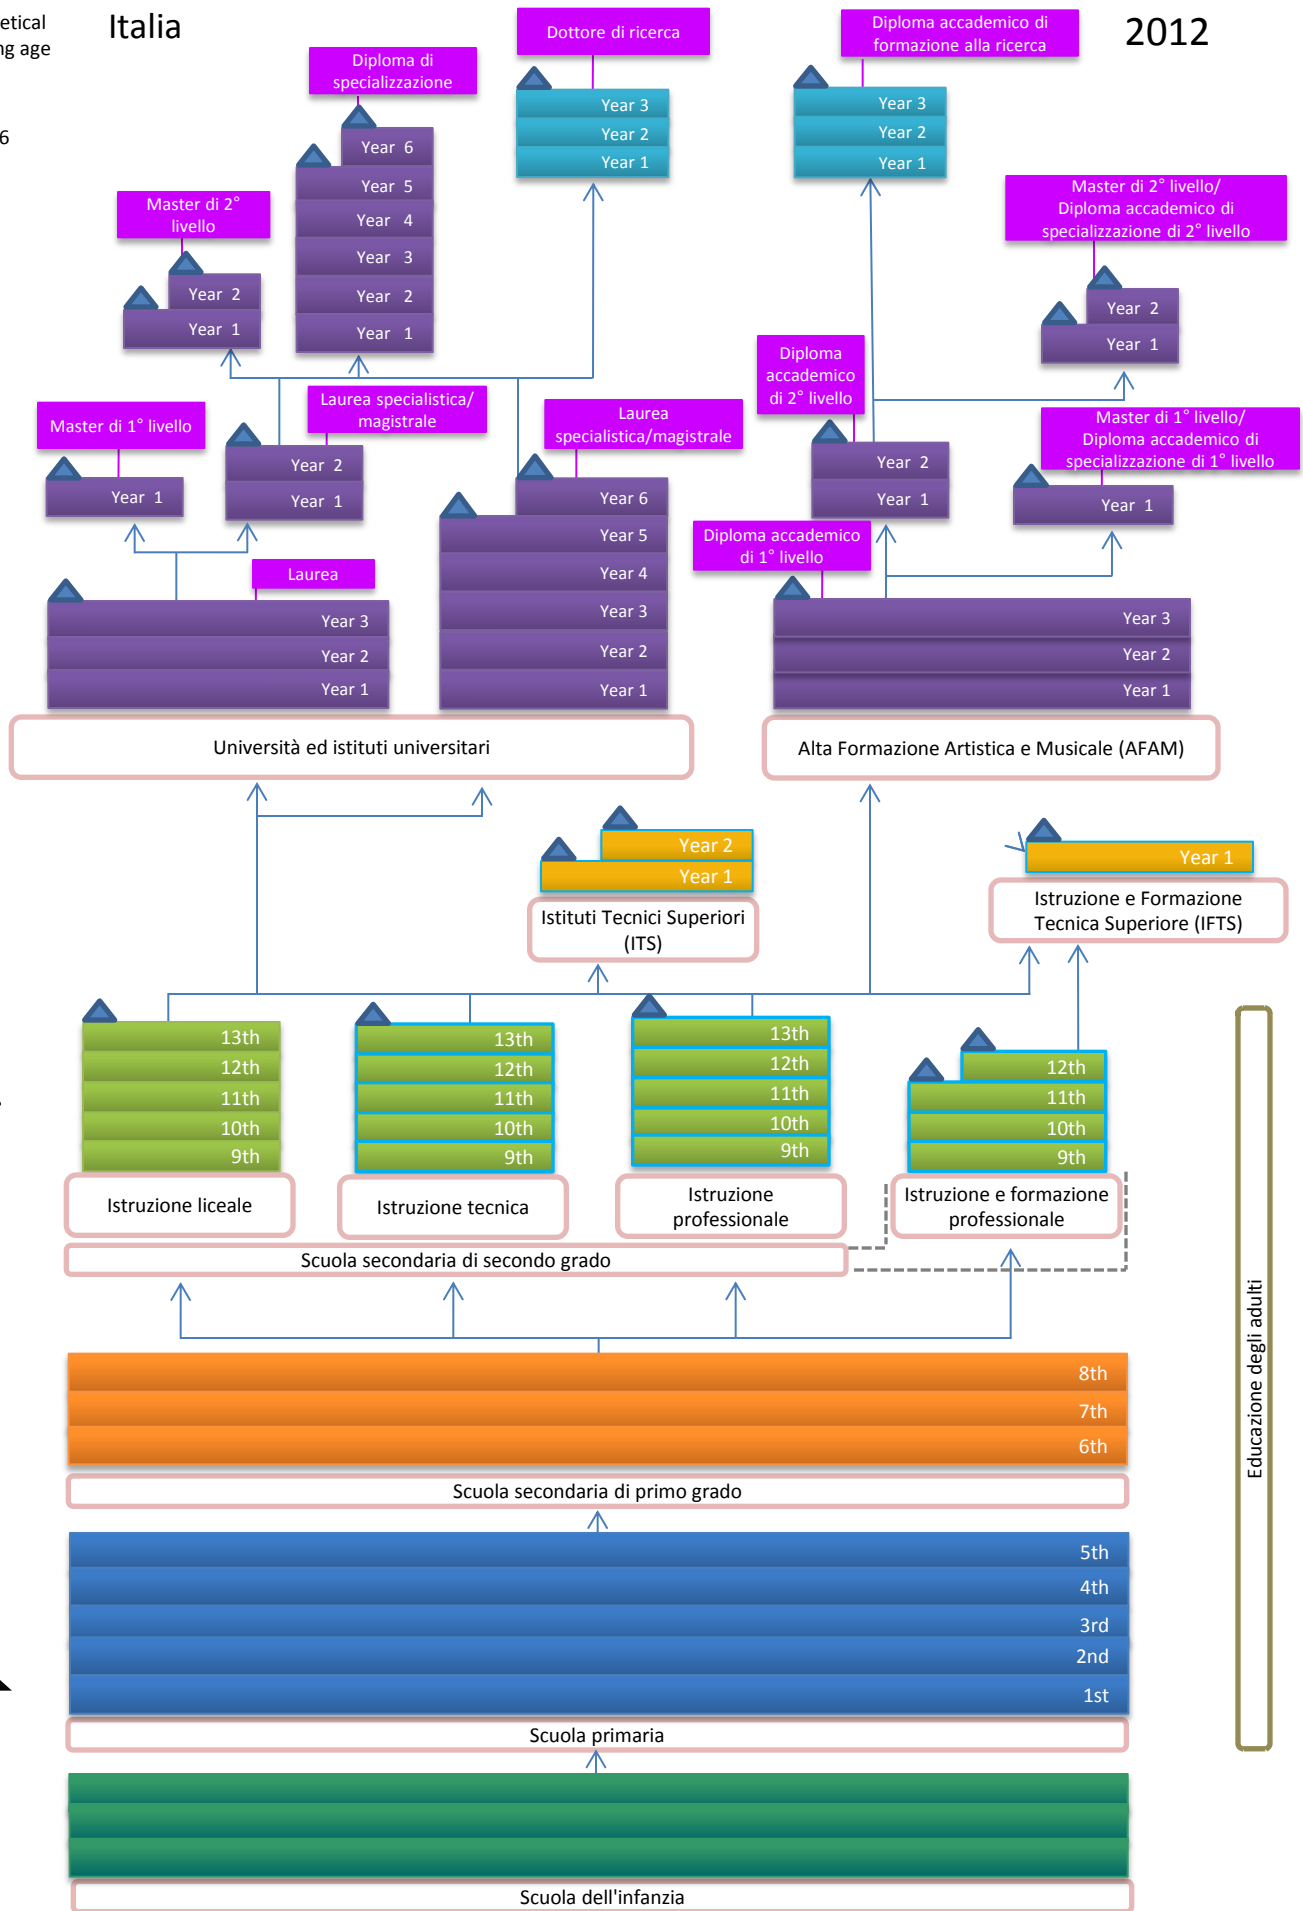 etical
ng age
6
Italia
2012
Dottore di ricerca
Diploma accademico di
formazione alla ricerca
Diploma di
specializzazione
Year 3
Year 2
Year 1
Year 3
Year 2
Year 1
Year 6
Year 5
Year 4
Year 3
Year 2
Year 1
Master di 2°
livello
Year 2
Year 1
Master di 2° livello/
Diploma accademico di
specializzazione di 2° livello
Year 2
Year 1
Master di 1° livello
Year 1
Laurea specialistica/
magistrale
Year 2
Year 1
Laurea
specialistica/magistrale
Year 6
Year 5
Year 4
Year 3
Year 2
Year 1
Diploma
accademico
di 2° livello
Year 2
Year 1
Master di 1° livello/
Diploma accademico di
specializzazione di 1° livello
Year 1
Laurea
Year 3
Year 2
Year 1
Diploma accademico
di 1° livello
Year 3
Year 2
Year 1
Università ed istituti universitari
Alta Formazione Artistica e Musicale (AFAM)
Year 2
Year 1
Istituti Tecnici Superiori
(ITS)
Year 1
Istruzione e Formazione
Tecnica Superiore (IFTS)
13th
12th
11th
10th
9th
Istruzione liceale
13th
12th
11th
10th
9th
Istruzione tecnica
13th
12th
11th
10th
9th
Istruzione
professionale
12th
11th
10th
9th
Istruzione e formazione
professionale
Scuola secondaria di secondo grado
8th
7th
6th
Scuola secondaria di primo grado
5th
4th
3rd
2nd
1st
Scuola primaria
Scuola dell'infanzia
Educazione degli adulti